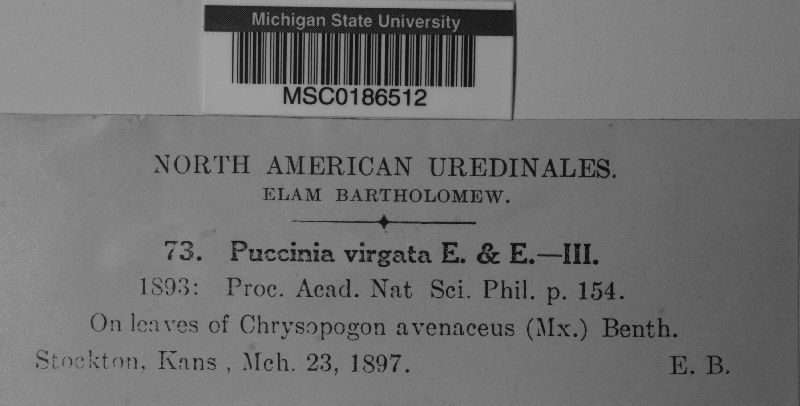 Michigan State University
MSC0186512
NORTH AMERICAN UREDINALES.
ELAM BARTHOLOMEW.
73. Puccinia virgata E. & E.—III.
1893: Proc. Acad. Nat Sci. Phil. p. 154.
On leaves of Chrysopogon avenaceus (Mx.) Benth.
Stockton, Kans , Mch. 23, 1897. E. B.